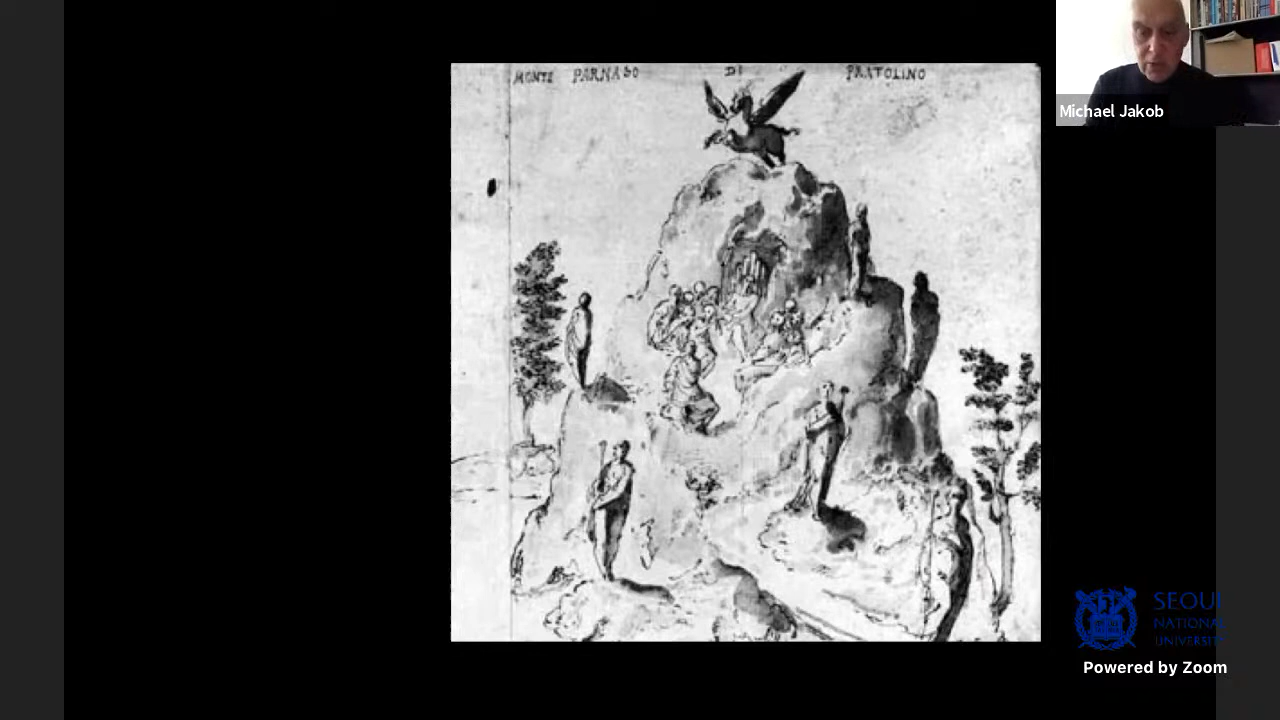 MONTE PARNASO DI PRATOLINO
Michael Jakob
SEOUL
NATIONAL
UNIVERSITY
Powered by Zoom